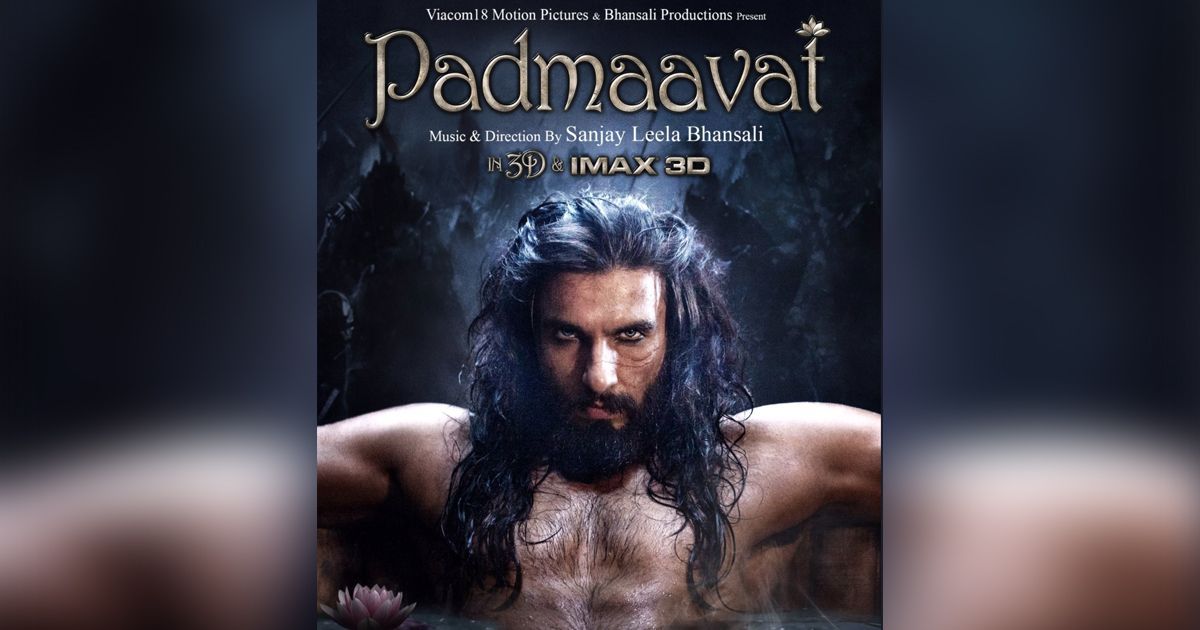 Viacom18 Motion Pictures & Bhansali Productions Present
Padmaavat
Music & Direction By Sanjay Leela Bhansali
IN 3D & IMAX 3D